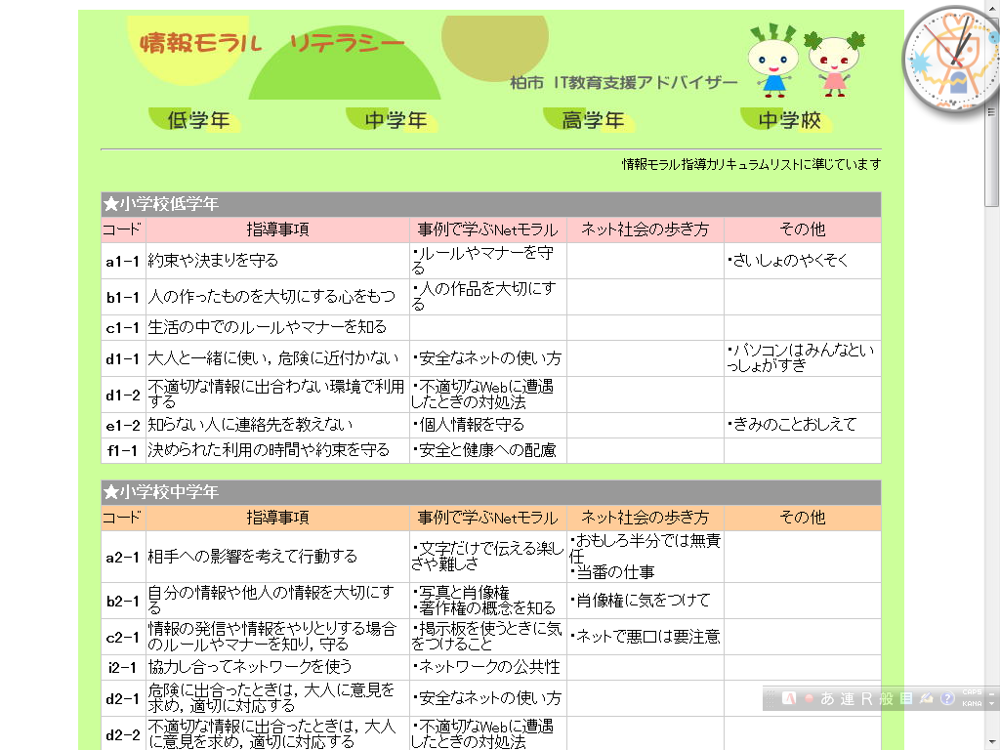 情報モラル リテラシー
柏市 IT教育支援アドバイザー
低学年 中学年 高学年 中学校
情報モラル指導カリキュラムリストに準じています
★小学校低学年
コード 指導事項 事例で学ぶNetモラル ネット社会の歩き方 その他
a1-1 約束や決まりを守る ・ルールやマナーを守る ・さいしょのやくそく
b1-1 人の作ったものを大切にする心をもつ ・人の作品を大切にする
c1-1 生活の中でのルールやマナーを知る
d1-1 大人と一緒に使い, 危険に近付かない ・安全なネットの使い方 ・パソコンはみんなといっしょがすき
d1-2 不適切な情報に出合わない環境で利用する ・不適切なWebに遭遇したときの対処法
e1-2 知らない人に連絡先を教えない ・個人情報を守る ・きみのことおしえて
f1-1 決められた利用の時間や約束を守る ・安全と健康への配慮
★小学校中学年
コード 指導事項 事例で学ぶNetモラル ネット社会の歩き方 その他
a2-1 相手への影響を考えて行動する ・文字だけで伝える楽しさや難しさ ・おもしろ半分では無責任 ・当番の仕事
b2-1 自分の情報や他人の情報を大切にする ・写真と肖像権 ・著作権の概念を知る ・肖像権に気をつけて
c2-1 情報の発信や情報をやりとりする場合のルールやマナーを知り, 守る ・掲示板を使うときに気をつけること ・ネットで悪口は要注意
i2-1 協力し合ってネットワークを使う ・ネットワークの公共性
d2-1 危険に出合ったときは, 大人に意見を求め, 適切に対応する ・安全なネットの使い方
d2-2 不適切な情報に出合ったときは, 大人に意見を求め, 適切に対応する ・不適切なWebに遭遇したときの対処法
A あ 連 R 般 ? CAPS
KANA